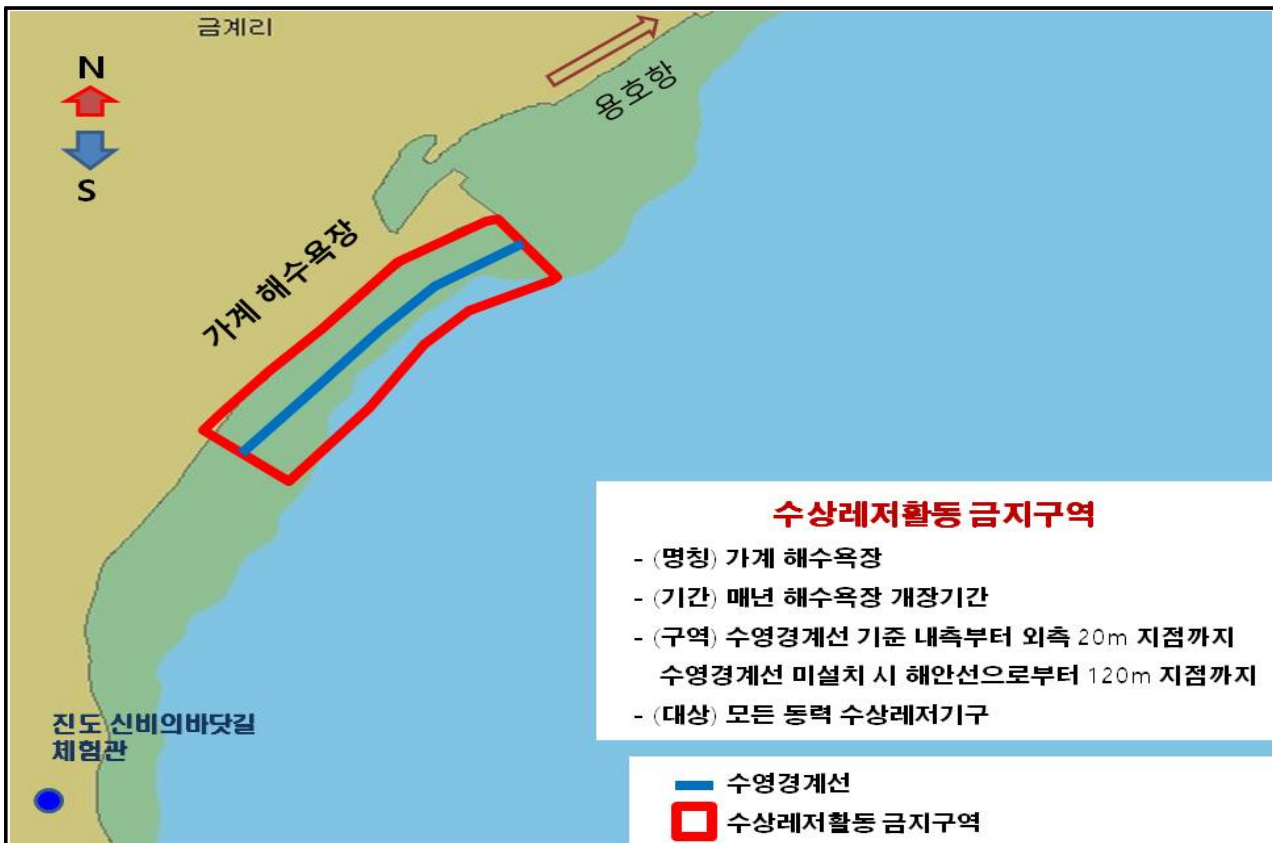 금계리
N
S
용호항
가계 해수욕장
수상레저활동 금지구역
- (명칭) 가계 해수욕장
- (기간) 매년 해수욕장 개장기간
- (구역) 수영경계선 기준 내측부터 외측 20m 지점까지
수영경계선 미설치 시 해안선으로부터 120m 지점까지
- (대상) 모든 동력 수상레저기구
진도 신비의바닷길
체험관
수영경계선
수상레저활동 금지구역